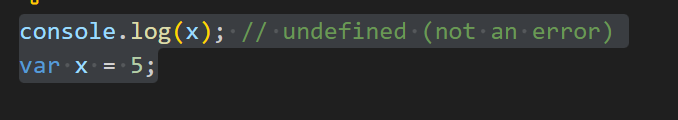 console.log(x); // undefined (not an error)
var x = 5;